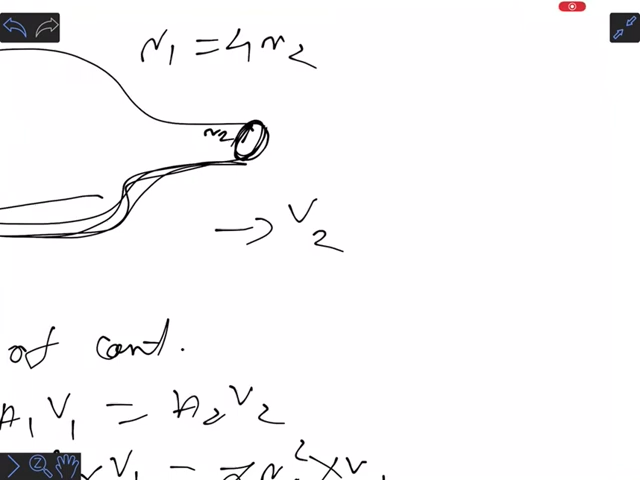 r₁ = 4r₂
r₂
→ V₂
of cont.
A₁V₁ = A₂V₂